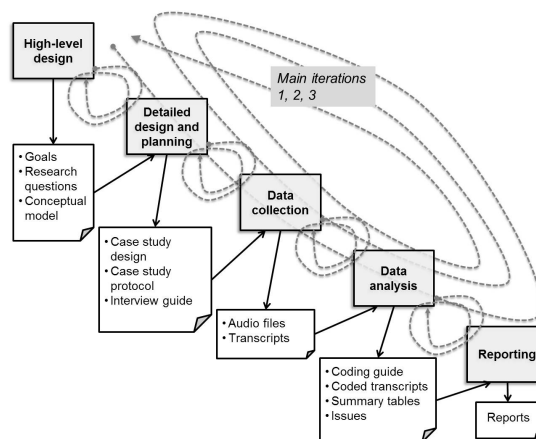 High-level
design
Main iterations
1, 2, 3
Detailed
design and
planning
• Goals
• Research
questions
• Conceptual
model
Data
collection
• Case study
design
• Case study
protocol
• Interview guide
Data
analysis
• Audio files
• Transcripts
Reporting
• Coding guide
• Coded transcripts
• Summary tables
• Issues
Reports